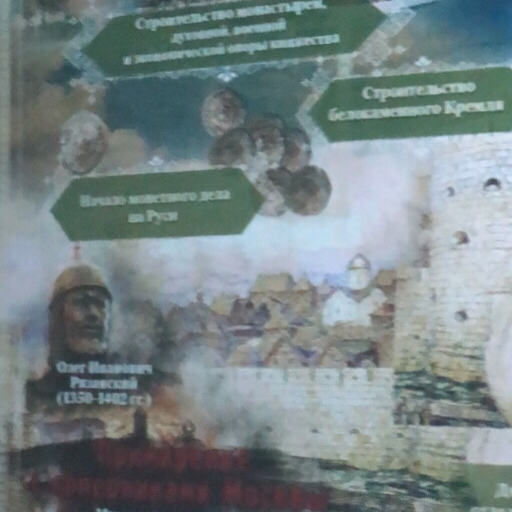 Строительство монастырей,
духовной, военной
и экономической опоры княжества
Строительство
белокаменного Кремля
Начало монетного дела
на Руси
Олег Иванович
Рязанский
(1350-1402 гг.)
Москвы